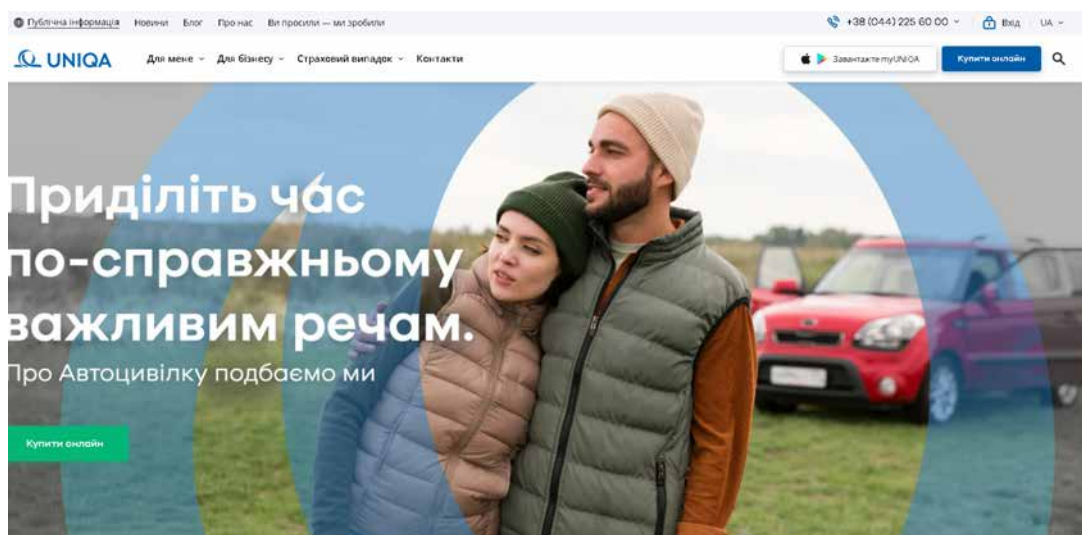 Публічна інформація Новини Блог Про нас Ви просили — ми зробили +38 (044) 225 60 00 Вхід UA
UNIQA Для мене Для бізнесу Страховий випадок Контакти Завантажте myUNIQA Купити онлайн
Приділіть час
по-справжньому
важливим речам.
Про Автоцивілку подбаємо ми
Купити онлайн